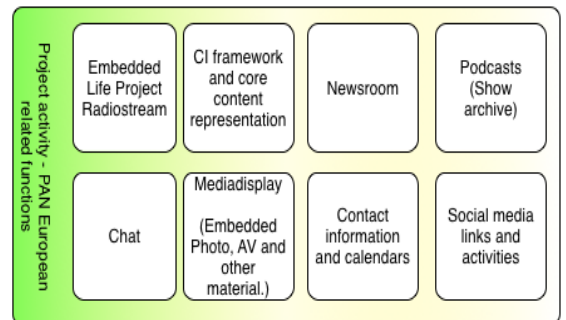 Project activity - PAN European
related functions
Embedded
Life Project
Radiostream
CI framework
and core
content
representation
Newsroom
Podcasts
(Show
archive)
Chat
Mediadisplay
(Embedded
Photo, AV and
other
material.)
Contact
information
and calendars
Social media
links and
activities